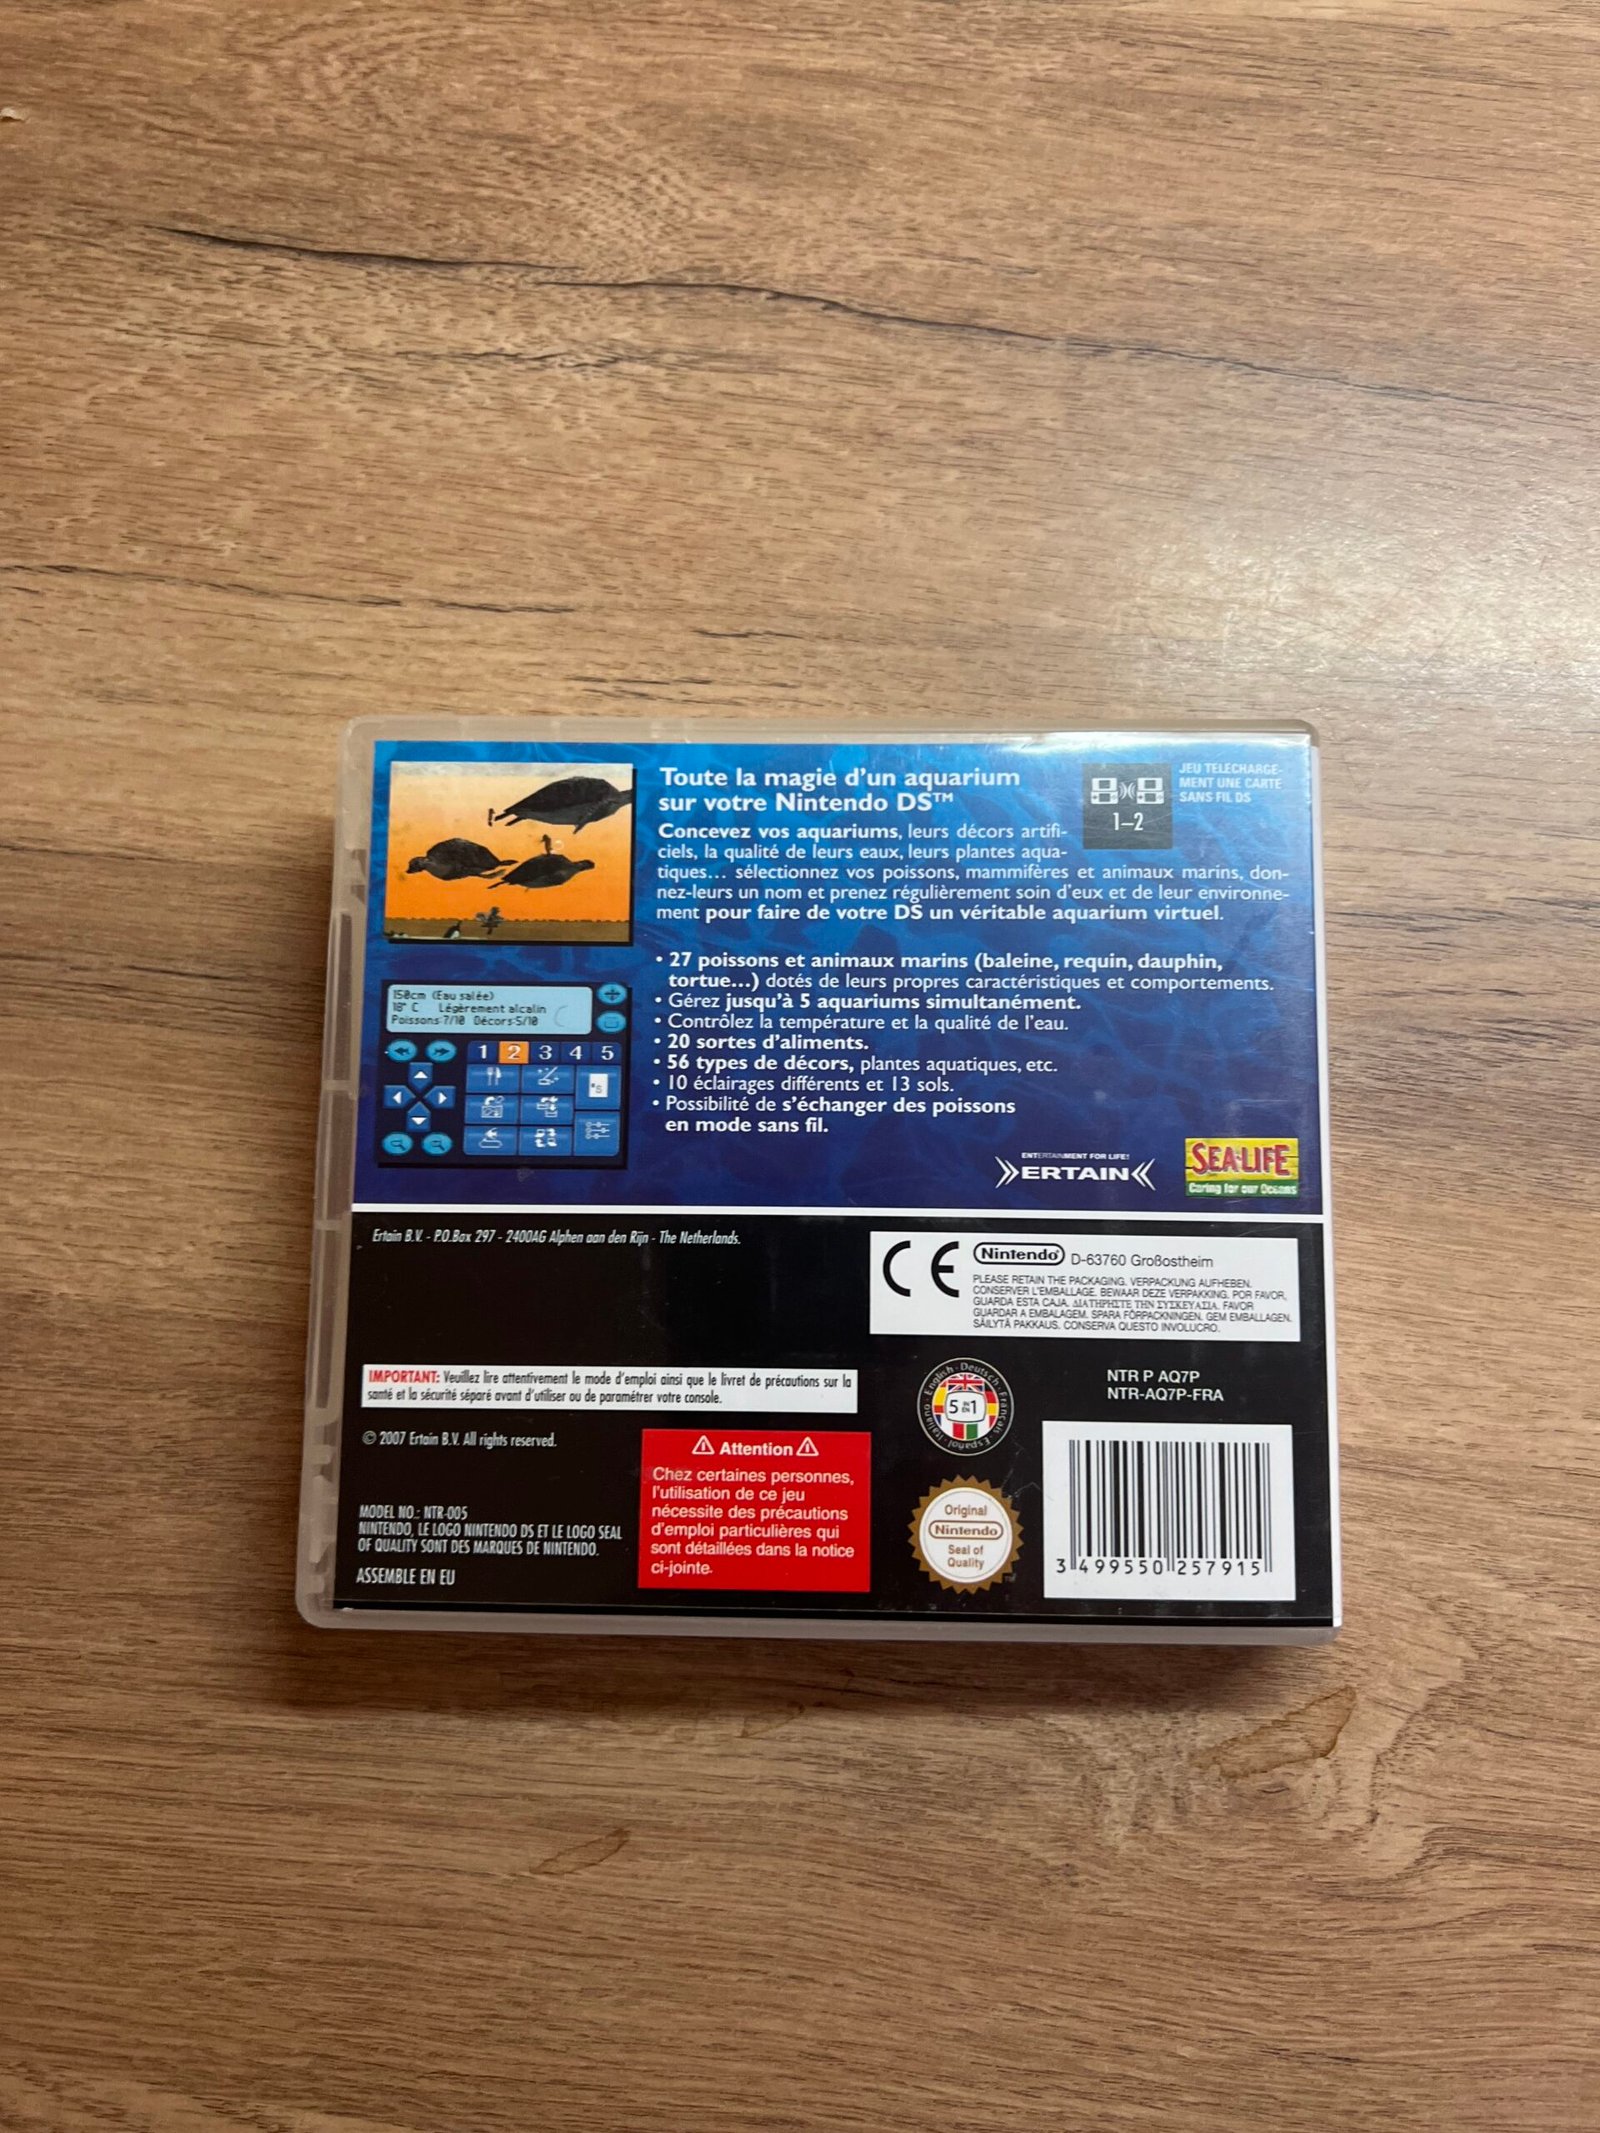 Toute la magie d'un aquarium
sur votre Nintendo DS™
JEU TELECHARGE-
MENT UNE CARTE
SANS FIL DS
1–2
Concevez vos aquariums, leurs décors artifi-
ciels, la qualité de leurs eaux, leurs plantes aqua-
tiques... sélectionnez vos poissons, mammifères et animaux marins, don-
nez-leurs un nom et prenez régulièrement soin d'eux et de leur environne-
ment pour faire de votre DS un véritable aquarium virtuel.
• 27 poissons et animaux marins (baleine, requin, dauphin,
tortue...) dotés de leurs propres caractéristiques et comportements.
• Gérez jusqu'à 5 aquariums simultanément.
• Contrôlez la température et la qualité de l'eau.
• 20 sortes d'aliments.
• 56 types de décors, plantes aquatiques, etc.
• 10 éclairages différents et 13 sols.
• Possibilité de s'échanger des poissons
en mode sans fil.
150cm (Eau salée)
18° C Légèrement alcalin
Poissons:7/10 Décors:5/10
1 2 3 4 5
ENTERTAINMENT FOR LIFE!
ERTAIN
SEA LIFE
Caring for our Oceans
Ertain B.V. - P.O.Box 297 - 2400AG Alphen aan den Rijn - The Netherlands.
CE
Nintendo D-63760 Großostheim
PLEASE RETAIN THE PACKAGING. VERPACKUNG AUFHEBEN.
CONSERVER L'EMBALLAGE. BEWAAR DEZE VERPAKKING. POR FAVOR,
GUARDA ESTA CAJA. ΔΙΑΤΗΡΗΣΤΕ ΤΗΝ ΣΥΣΚΕΥΑΣΙΑ. FAVOR
GUARDAR A EMBALAGEM. SPARA FÖRPACKNINGEN. GEM EMBALLAGEN.
SÄILYTÄ PAKKAUS. CONSERVA QUESTO INVOLUCRO.
IMPORTANT: Veuillez lire attentivement le mode d'emploi ainsi que le livret de précautions sur la
santé et la sécurité séparé avant d'utiliser ou de paramétrer votre console.
© 2007 Ertain B.V. All rights reserved.
MODEL NO.: NTR-005
NINTENDO, LE LOGO NINTENDO DS ET LE LOGO SEAL
OF QUALITY SONT DES MARQUES DE NINTENDO.
ASSEMBLE EN EU
Attention
Chez certaines personnes,
l'utilisation de ce jeu
nécessite des précautions
d'emploi particulières qui
sont détaillées dans la notice
ci-jointe.
English · Deutsch · Français · Español · Italiano
5 IN EN 1
Original
Nintendo
Seal of
Quality
TM
NTR P AQ7P
NTR-AQ7P-FRA
3 499550 257915